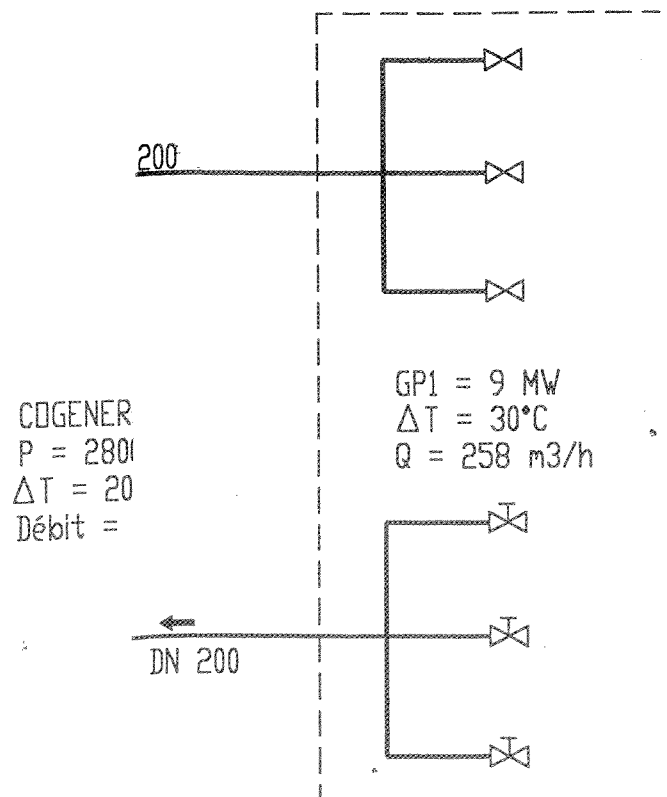 200
COGENER
P = 280
ΔT = 20
Débit =
GP1 = 9 MW
ΔT = 30°C
Q = 258 m3/h
DN 200